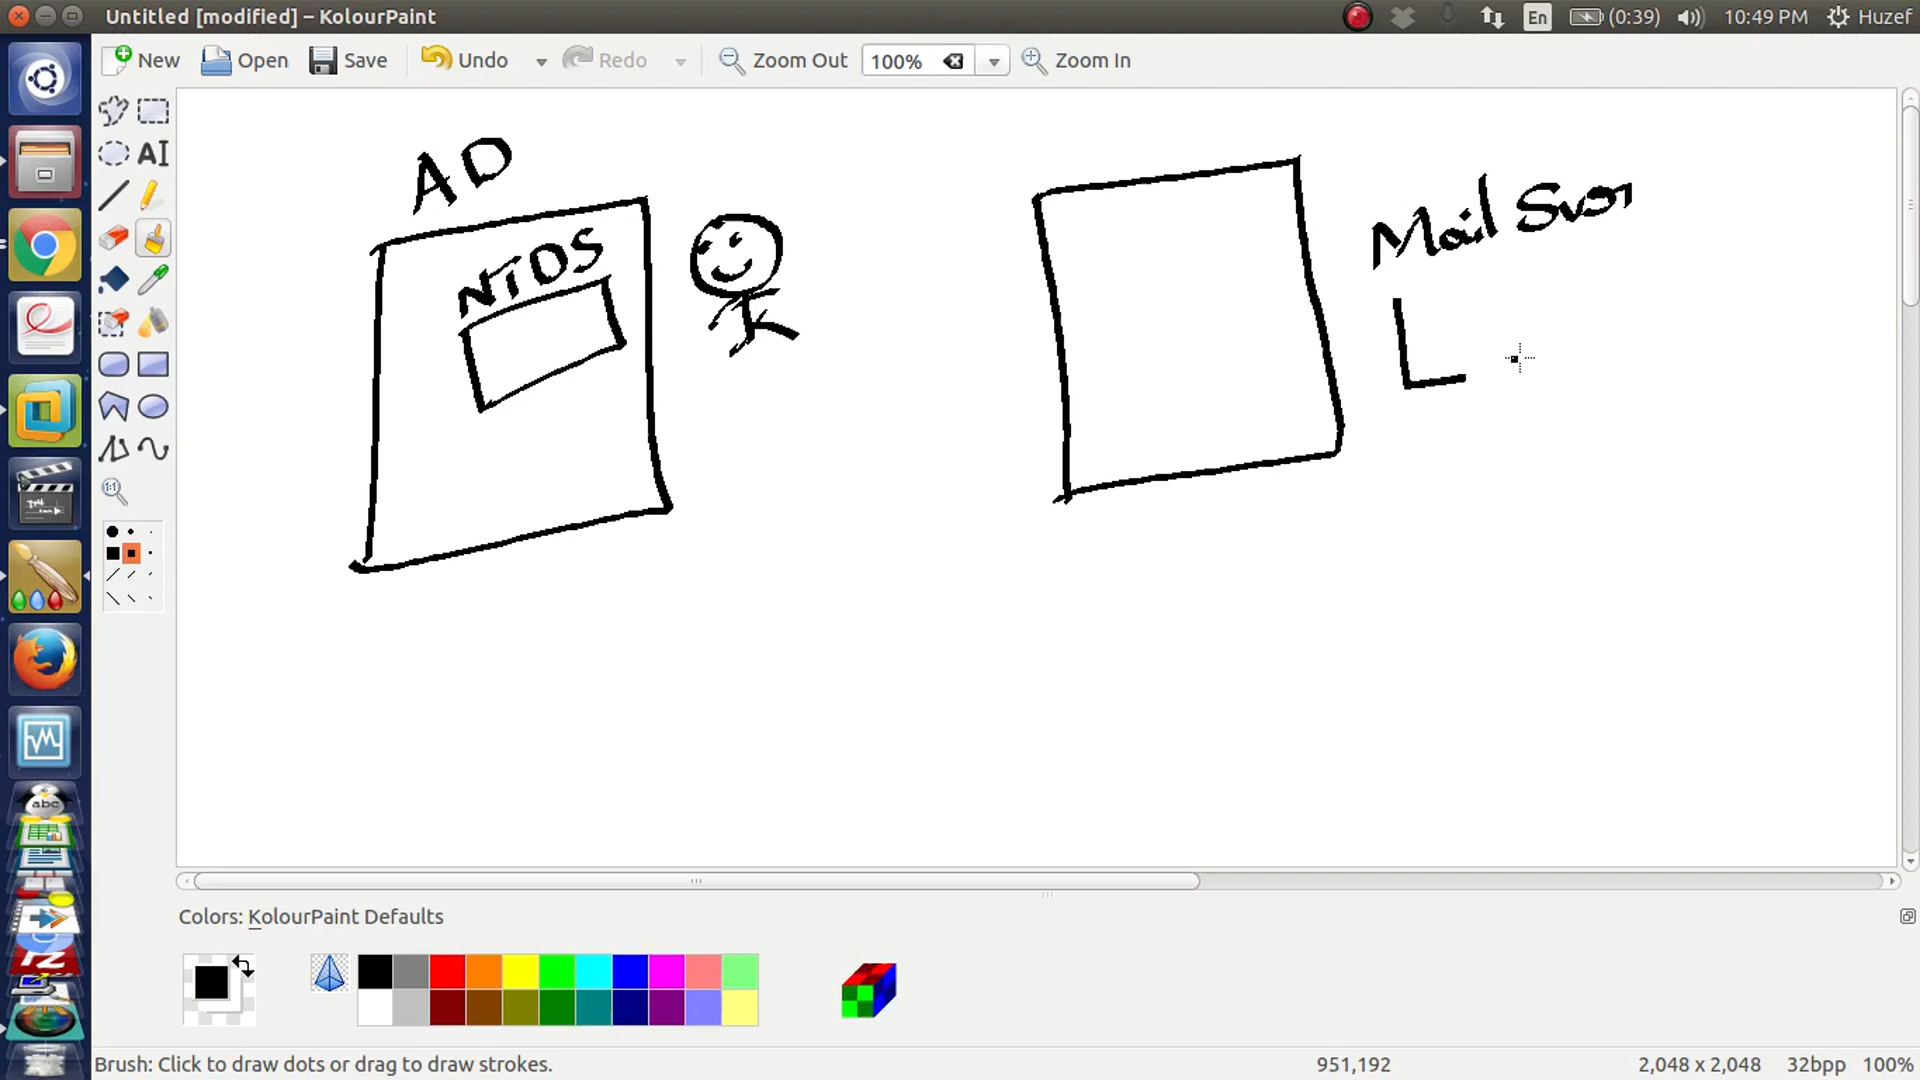 Untitled [modified] – KolourPaint
En
(0:39)
10:49 PM
Huzef
New
Open
Save
Undo
Redo
Zoom Out
100%
Zoom In
AD
NTDS
Mail
L
Colors: KolourPaint Defaults
Brush: Click to draw dots or drag to draw strokes.
951,192
2,048 x 2,048
32bpp
100%